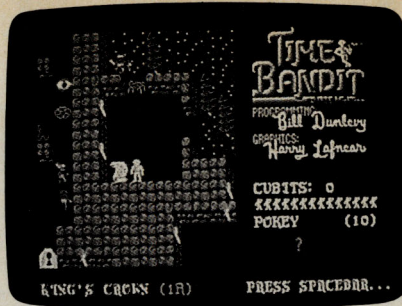 TIME
BANDIT
PROGRAMMING:
Bill Dunlevy
GRAPHICS:
Harry Lafnear
CUBITS: 0
POKEY (10)
?
KING'S CROWN (1A)
PRESS SPACEBAR...